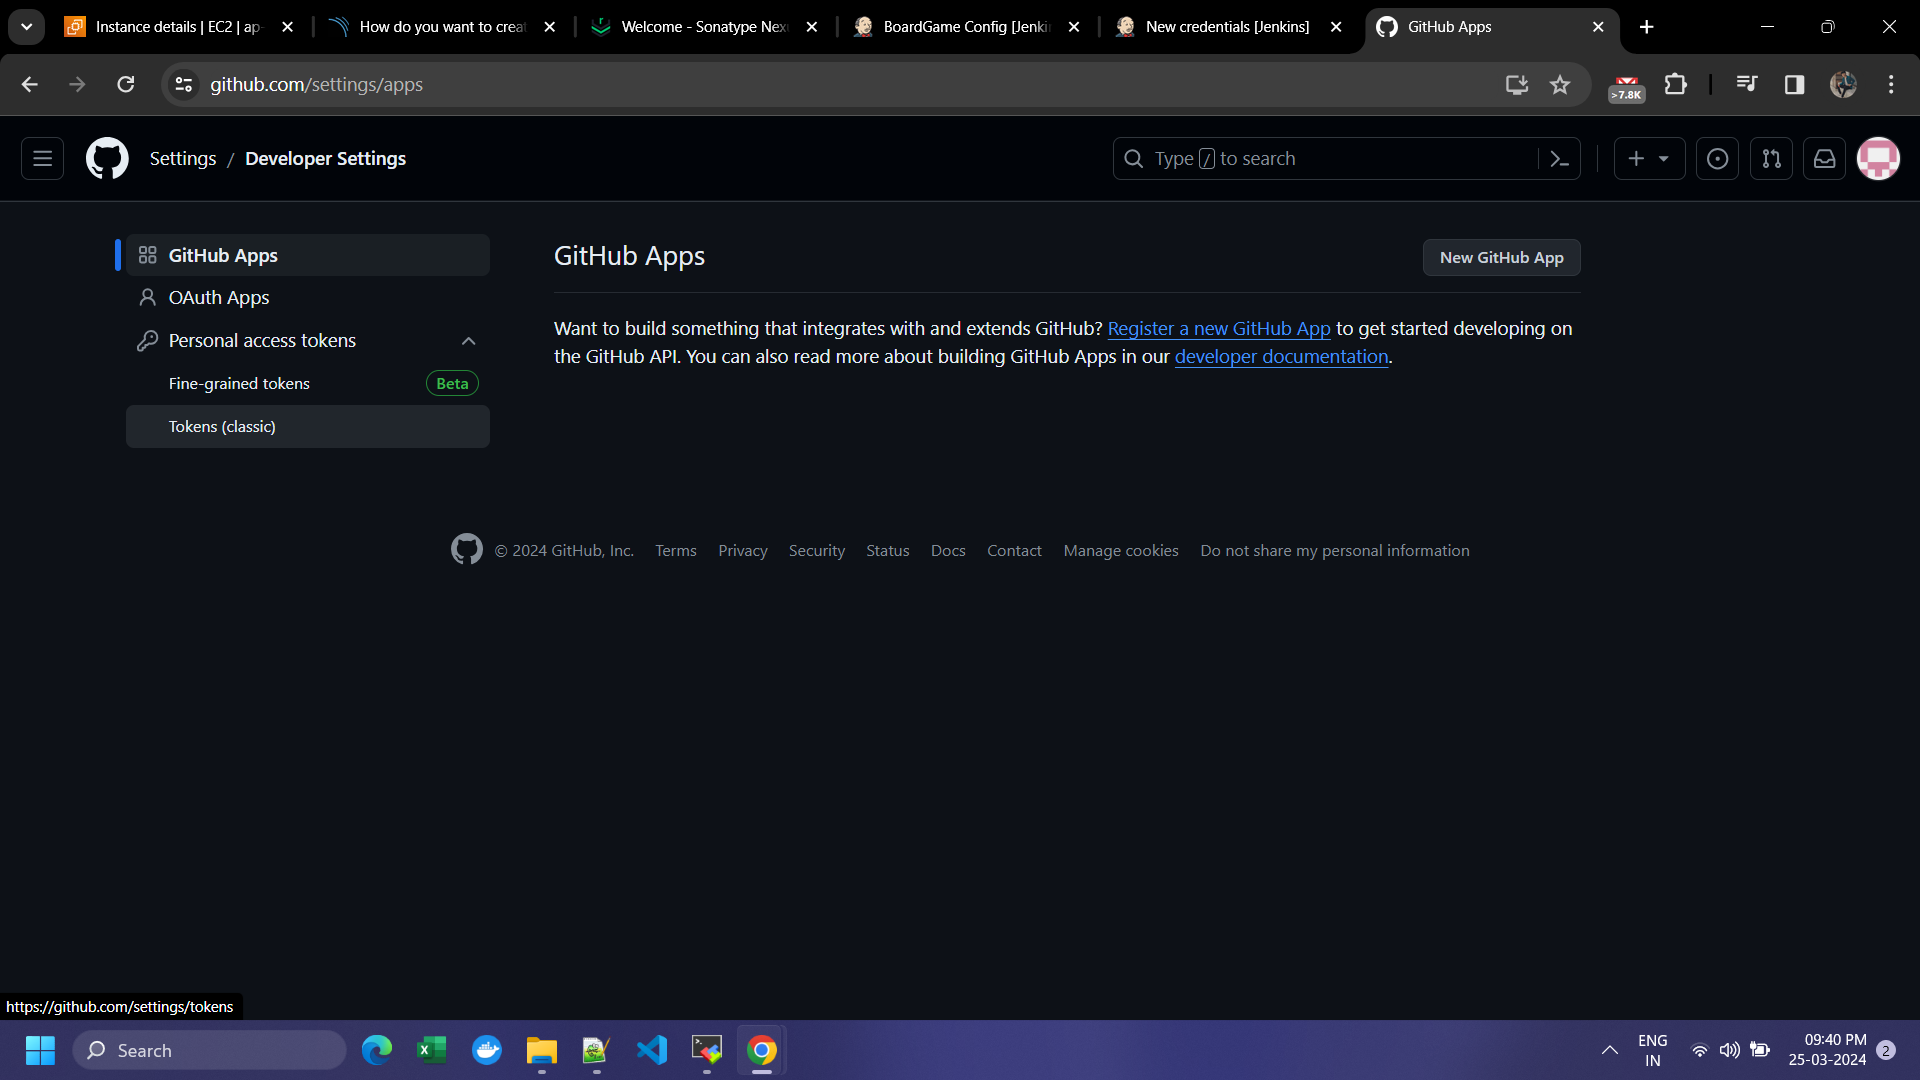 Instance details | EC2 | ap-
How do you want to creat
Welcome - Sonatype Nexu
BoardGame Config [Jenkin
New credentials [Jenkins]
GitHub Apps
github.com/settings/apps
>7.8K
Settings / Developer Settings
Type / to search
GitHub Apps
OAuth Apps
Personal access tokens
Fine-grained tokens Beta
Tokens (classic)
GitHub Apps
New GitHub App
Want to build something that integrates with and extends GitHub? Register a new GitHub App to get started developing on
the GitHub API. You can also read more about building GitHub Apps in our developer documentation.
© 2024 GitHub, Inc. Terms Privacy Security Status Docs Contact Manage cookies Do not share my personal information
https://github.com/settings/tokens
Search
ENG
IN
09:40 PM
25-03-2024
2